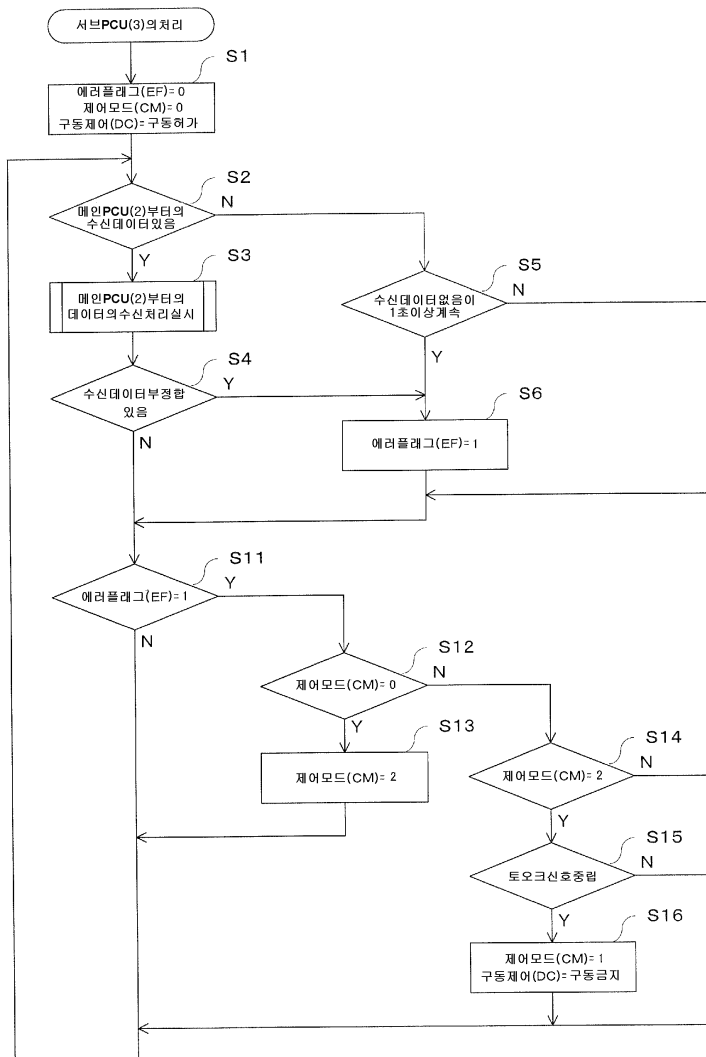 서브PCU(3)의처리
S1
에러플래그(EF)=0
제어모드(CM)=0
구동제어(DC)=구동허가
S2
메인PCU(2)부터의
수신데이터있음
N
Y
S3
메인PCU(2)부터의
데이터의수신처리실시
S5
수신데이터없음이
1초이상계속
N
Y
S4
수신데이터부정합
있음
Y
N
S6
에러플래그(EF)=1
S11
에러플래그(EF)=1
Y
N
S12
제어모드(CM)=0
N
Y
S13
제어모드(CM)=2
S14
제어모드(CM)=2
N
Y
S15
토오크신호중립
N
Y
S16
제어모드(CM)=1
구동제어(DC)=구동금지